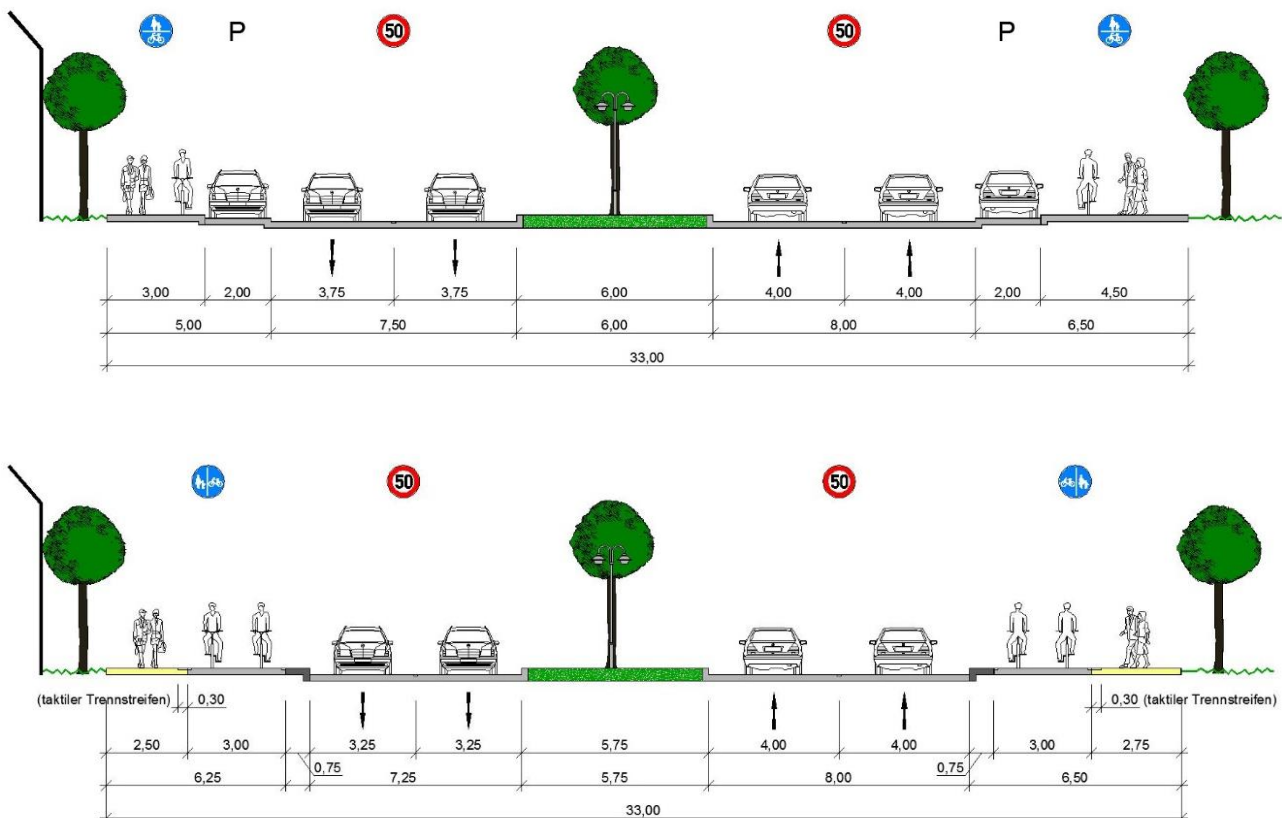 P 50 50 P
3,00 2,00 3,75 3,75 6,00 4,00 4,00 2,00 4,50
5,00 7,50 6,00 8,00 6,50
33,00
50 50
(taktiler Trennstreifen) 0,30 0,30 (taktiler Trennstreifen)
2,50 3,00 3,25 3,25 5,75 4,00 4,00 3,00 2,75
0,75 0,75
6,25 7,25 5,75 8,00 6,50
33,00